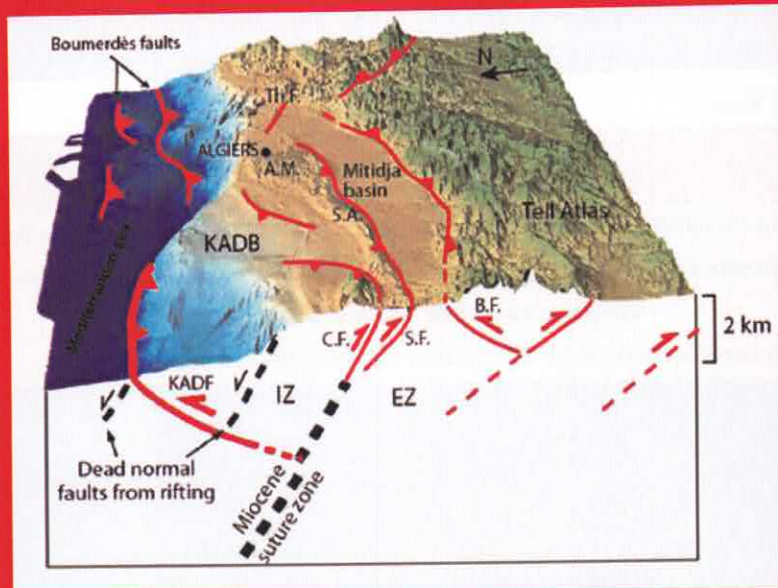 Boumerdès faults
N
Th.F.
ALGIERS
A.M.
Mitidja
basin
S.A.
Tell Atlas
KADB
Mediterranean Sea
C.F.
S.F.
B.F.
2 km
KADF
IZ
EZ
Dead normal
faults from rifting
Miocene
suture zone